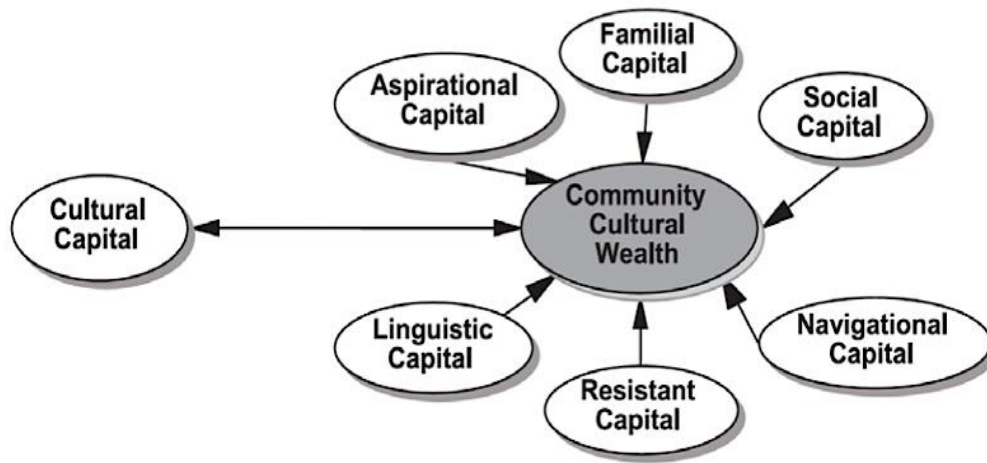 Familial
Capital
Aspirational
Capital
Social
Capital
Community
Cultural
Wealth
Cultural
Capital
Linguistic
Capital
Navigational
Capital
Resistant
Capital